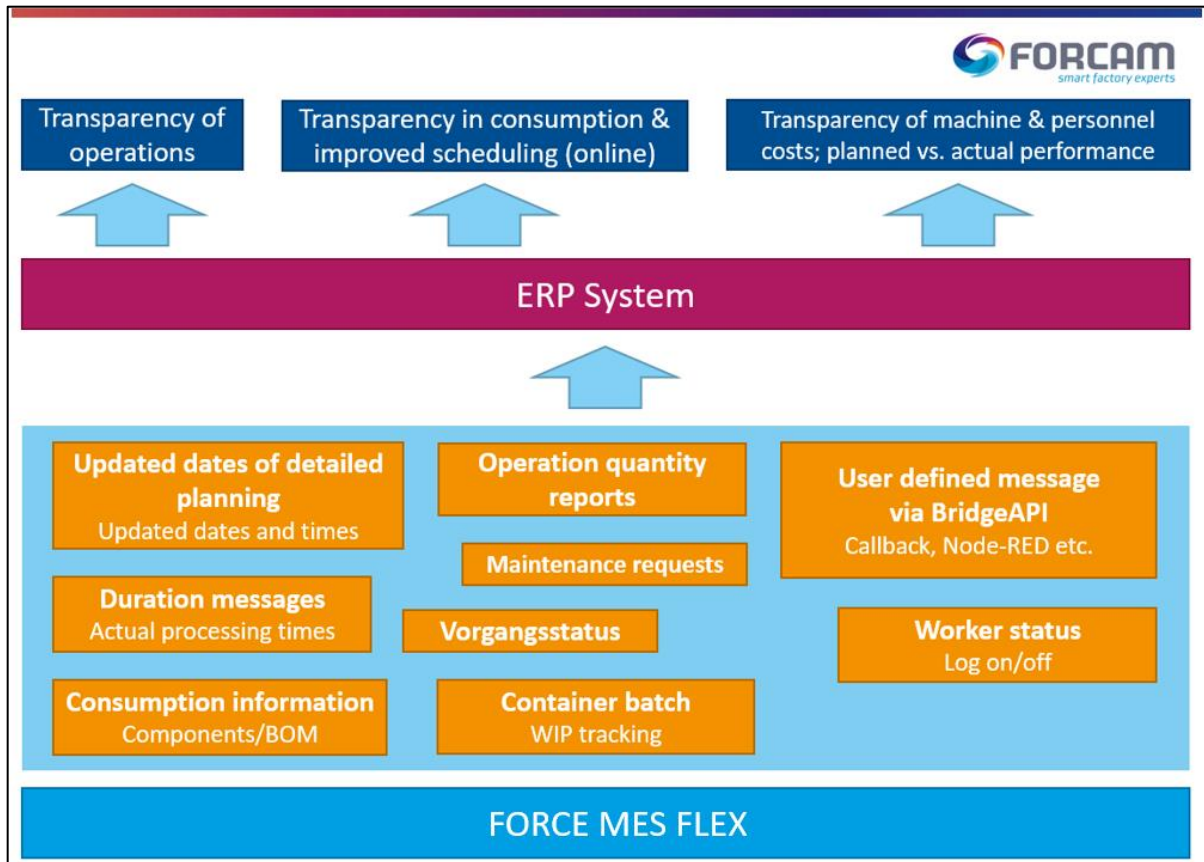 FORCAM
smart factory experts
Transparency of
operations
Transparency in consumption &
improved scheduling (online)
Transparency of machine & personnel
costs; planned vs. actual performance
ERP System
Updated dates of detailed
planning
Updated dates and times
Operation quantity
reports
User defined message
via BridgeAPI
Callback, Node-RED etc.
Maintenance requests
Duration messages
Actual processing times
Vorgangsstatus
Worker status
Log on/off
Consumption information
Components/BOM
Container batch
WIP tracking
FORCE MES FLEX